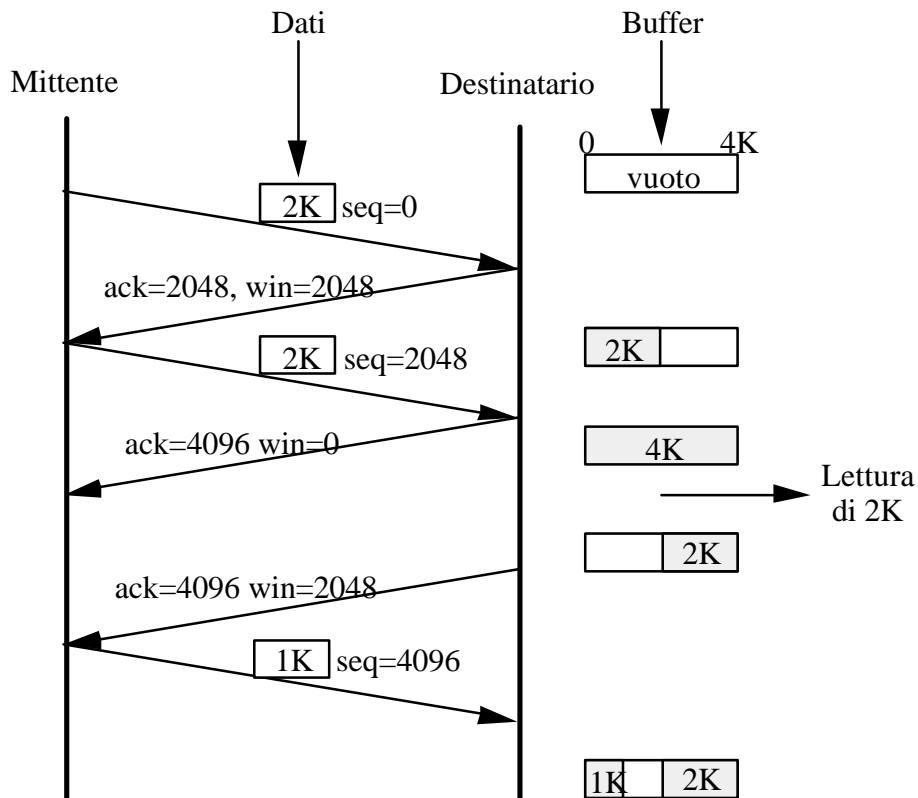 Dati
Buffer
Mittente
Destinatario
0
4K
vuoto
2K
seq=0
ack=2048, win=2048
2K
seq=2048
2K
ack=4096 win=0
4K
Lettura
di 2K
2K
ack=4096 win=2048
1K
seq=4096
1K
2K